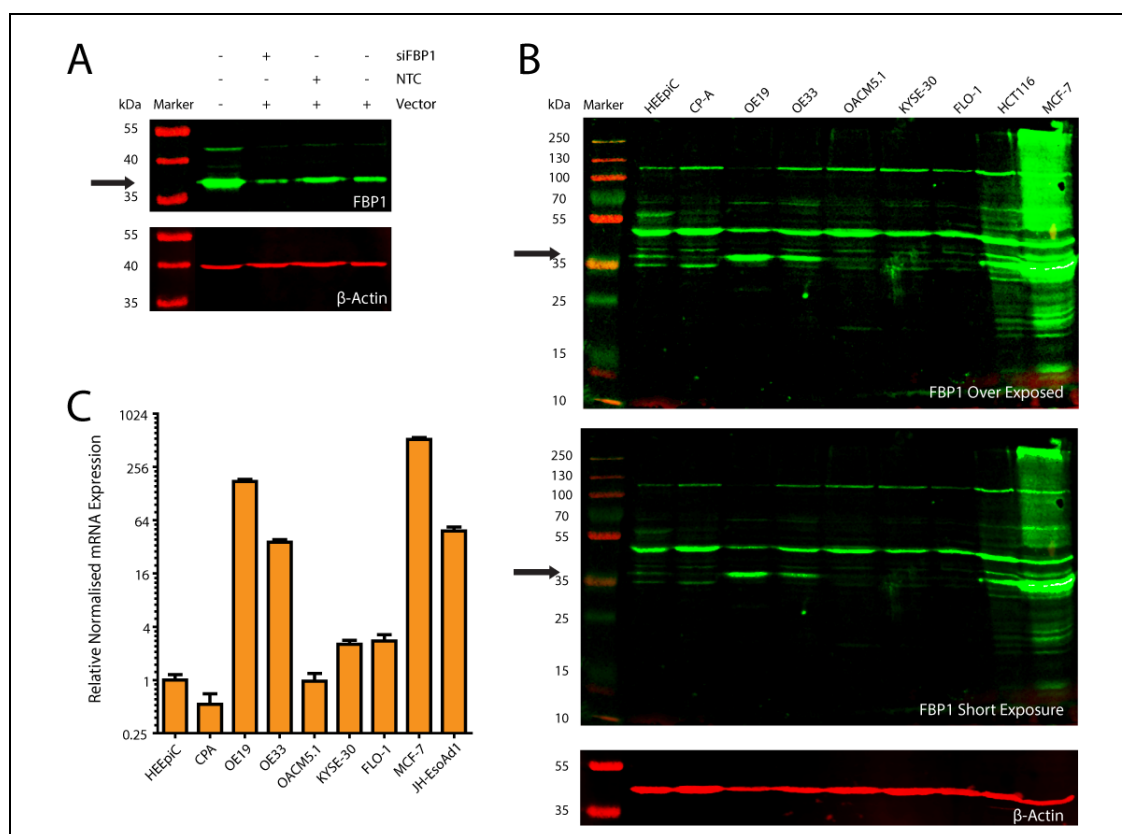 A
- + - - siFBP1
- - + - NTC
kDa Marker - + + + Vector
55
40
35
FBP1
55
40
35
β-Actin
B
kDa Marker HEEpiC CP-A OE19 OE33 OACM5.1 KYSE-30 FLO-1 HCT116 MCF-7
250
130
100
70
55
35
25
15
10
FBP1 Over Exposed
250
130
100
70
55
35
25
15
10
FBP1 Short Exposure
55
35
β-Actin
C
Relative Normalised mRNA Expression
1024
256
64
16
4
1
0.25
HEEpiC CPA OE19 OE33 OACM5.1 KYSE-30 FLO-1 MCF-7 JH-EsoAd1